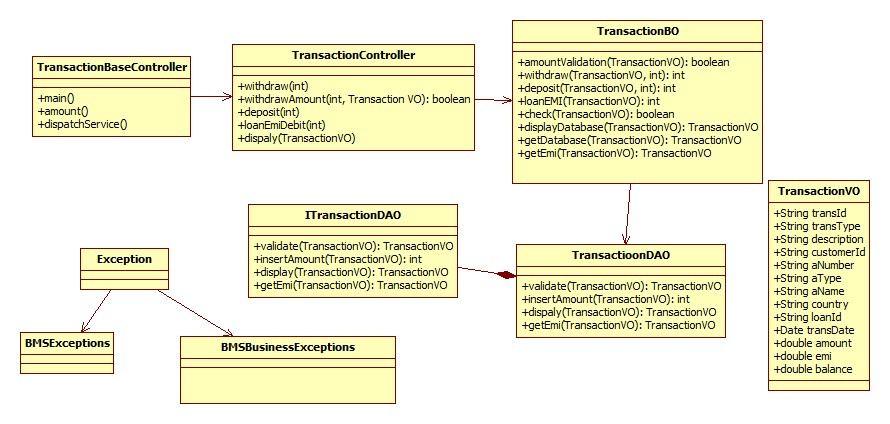 TransactionBaseController
+main()
+amount()
+dispatchService()
TransactionController
+withdraw(int)
+withdrawAmount(int, Transaction VO): boolean
+deposit(int)
+loanEmiDebit(int)
+dispaly(TransactionVO)
TransactionBO
+amountValidation(TransactionVO): boolean
+withdraw(TransactionVO, int): int
+deposit(TransactionVO, int): int
+loanEMI(TransactionVO): int
+check(TransactionVO): boolean
+displayDatabase(TransactionVO): TransactionVO
+getDatabase(TransactionVO): TransactionVO
+getEmi(TransactionVO): TransactionVO
TransactionVO
+String transId
+String transType
+String description
+String customerId
+String aNumber
+String aType
+String aName
+String country
+String loanId
+Date transDate
+double amount
+double emi
+double balance
ITransactionDAO
+validate(TransactionVO): TransactionVO
+insertAmount(TransactionVO): int
+display(TransactionVO): TransactionVO
+getEmi(TransactionVO): TransactionVO
TransactioonDAO
+validate(TransactionVO): TransactionVO
+insertAmount(TransactionVO): int
+dispaly(TransactionVO): TransactionVO
+getEmi(TransactionVO): TransactionVO
Exception
BMSExceptions
BMSBusinessExceptions